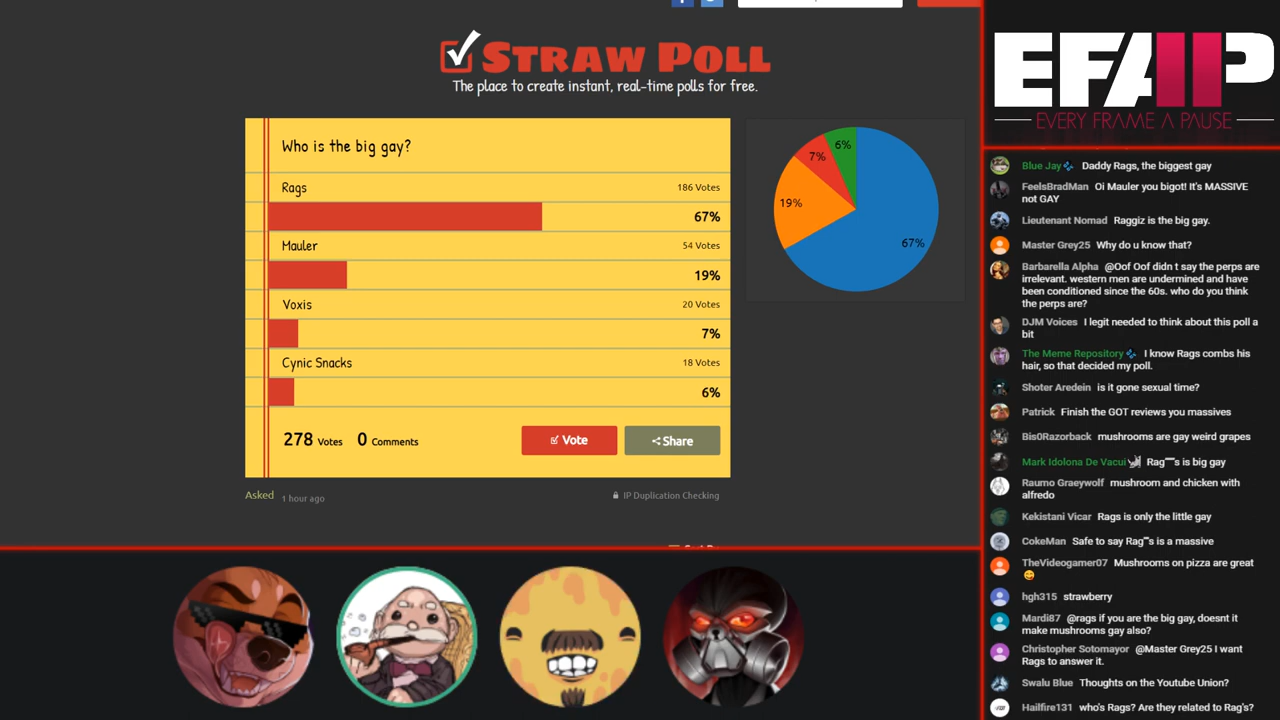 STRAW POLL
The place to create instant, real-time polls for free.
Who is the big gay?
Rags
186 Votes
67%
Mauler
54 Votes
19%
Voxis
20 Votes
7%
Cynic Snacks
18 Votes
6%
278 Votes 0 Comments
Vote
Share
Asked 1 hour ago
IP Duplication Checking
6%
7%
19%
67%
EFAP
EVERY FRAME A PAUSE
Blue Jay Daddy Rags, the biggest gay
FeelsBradMan Oi Mauler you bigot! It's MASSIVE
not GAY
Lieutenant Nomad Raggiz is the big gay.
Master Grey25 Why do u know that?
Barbarella Alpha @Oof Oof didn t say the perps are
irrelevant. western men are undermined and have
been conditioned since the 60s. who do you think
the perps are?
DJM Voices I legit needed to think about this poll a
bit
The Meme Repository I know Rags combs his
hair, so that decided my poll.
Shoter Aredein is it gone sexual time?
Patrick Finish the GOT reviews you massives
Bis0Razorback mushrooms are gay weird grapes
Mark Idolona De Vacui Rag"""s is big gay
Raumo Graeywolf mushroom and chicken with
alfredo
Kekistani Vicar Rags is only the little gay
CokeMan Safe to say Rag""s is a massive
TheVideogamer07 Mushrooms on pizza are great
😋
hgh315 strawberry
Mardi87 @rags if you are the big gay, doesnt it
make mushrooms gay also?
Christopher Sotomayor @Master Grey25 I want
Rags to answer it.
Swalu Blue Thoughts on the Youtube Union?
Hailfire131 who's Rags? Are they related to Rag's?